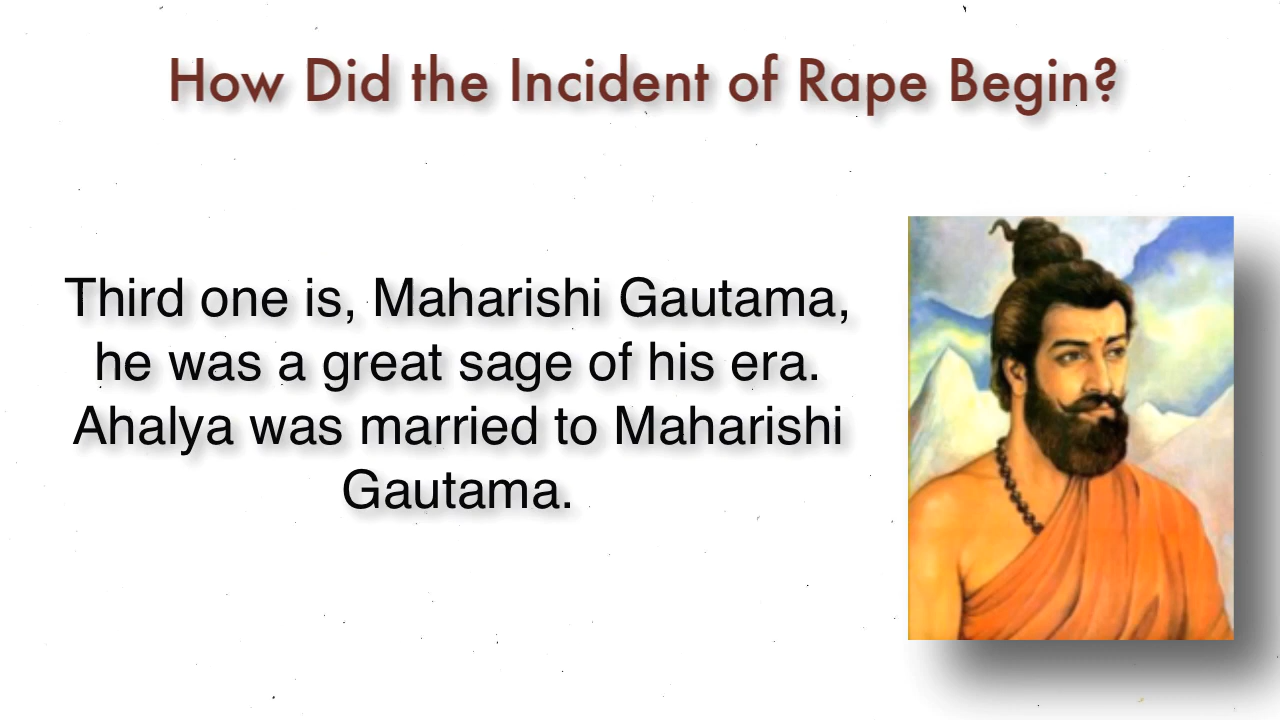 How Did the Incident of Rape Begin?
Third one is, Maharishi Gautama,
he was a great sage of his era.
Ahalya was married to Maharishi
Gautama.